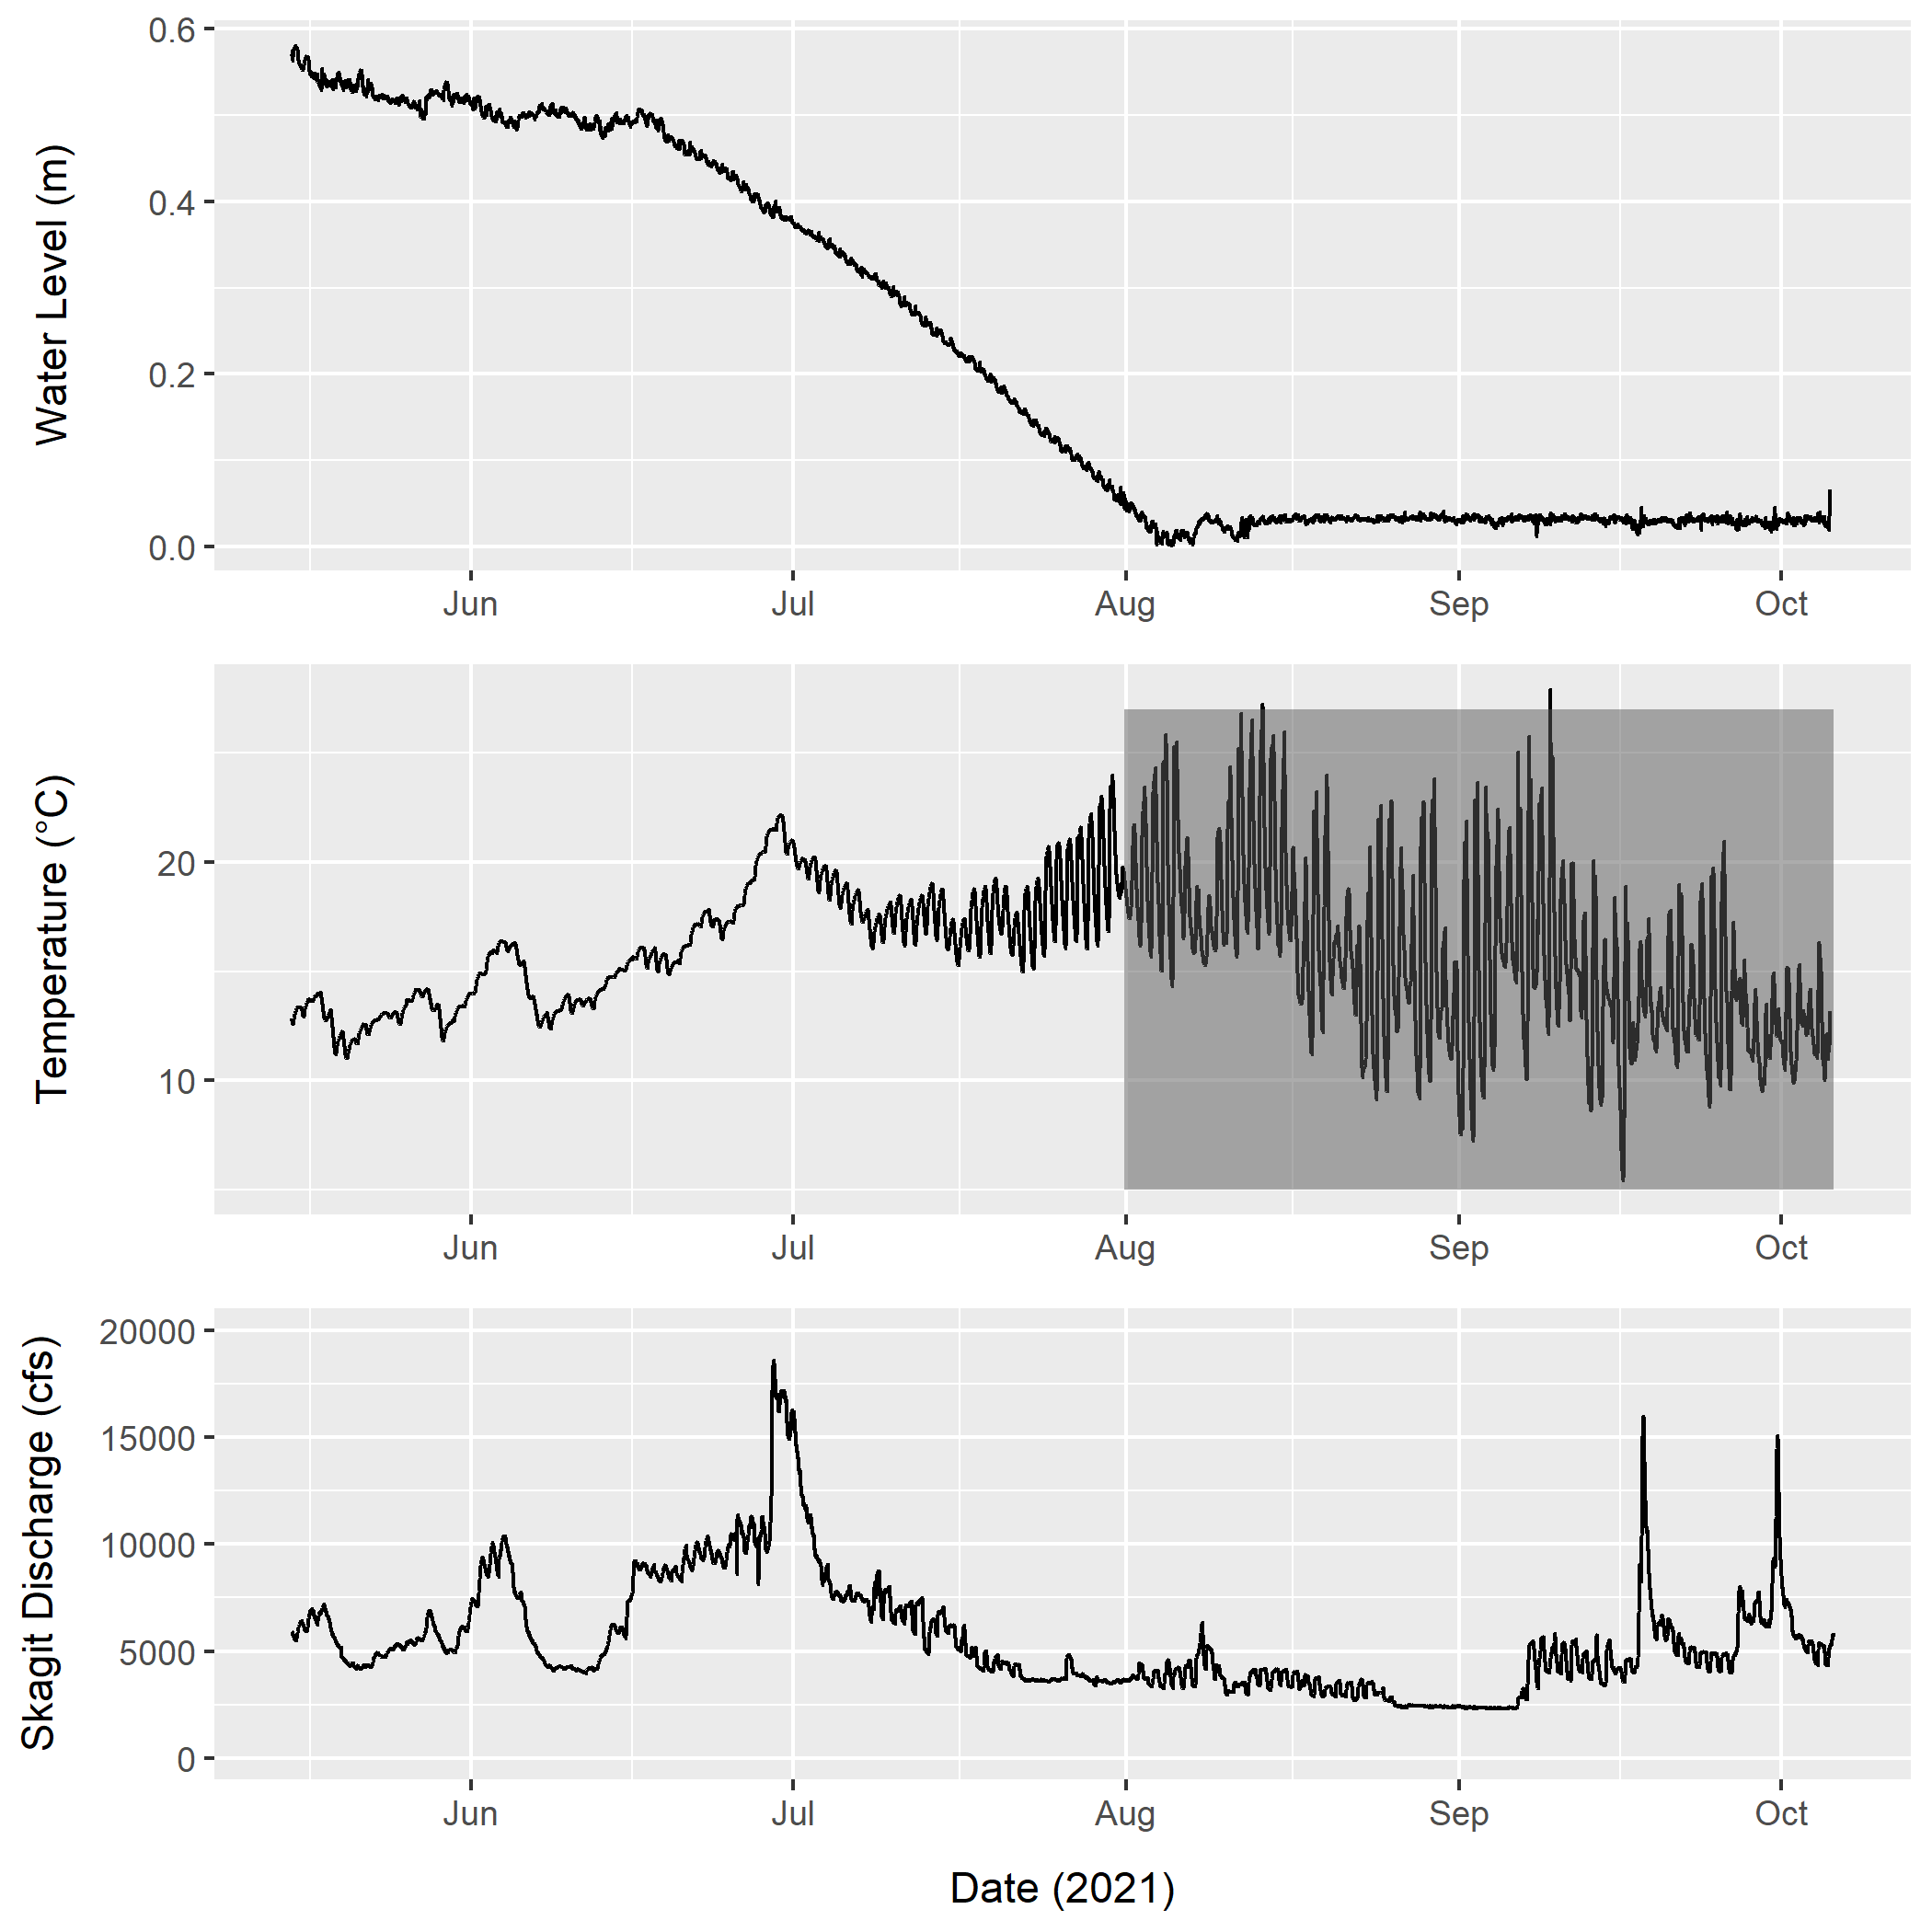 Water Level (m)
0.6
0.4
0.2
0.0
Jun Jul Aug Sep Oct
Temperature (°C)
20
10
Jun Jul Aug Sep Oct
Skagit Discharge (cfs)
20000
15000
10000
5000
0
Jun Jul Aug Sep Oct
Date (2021)